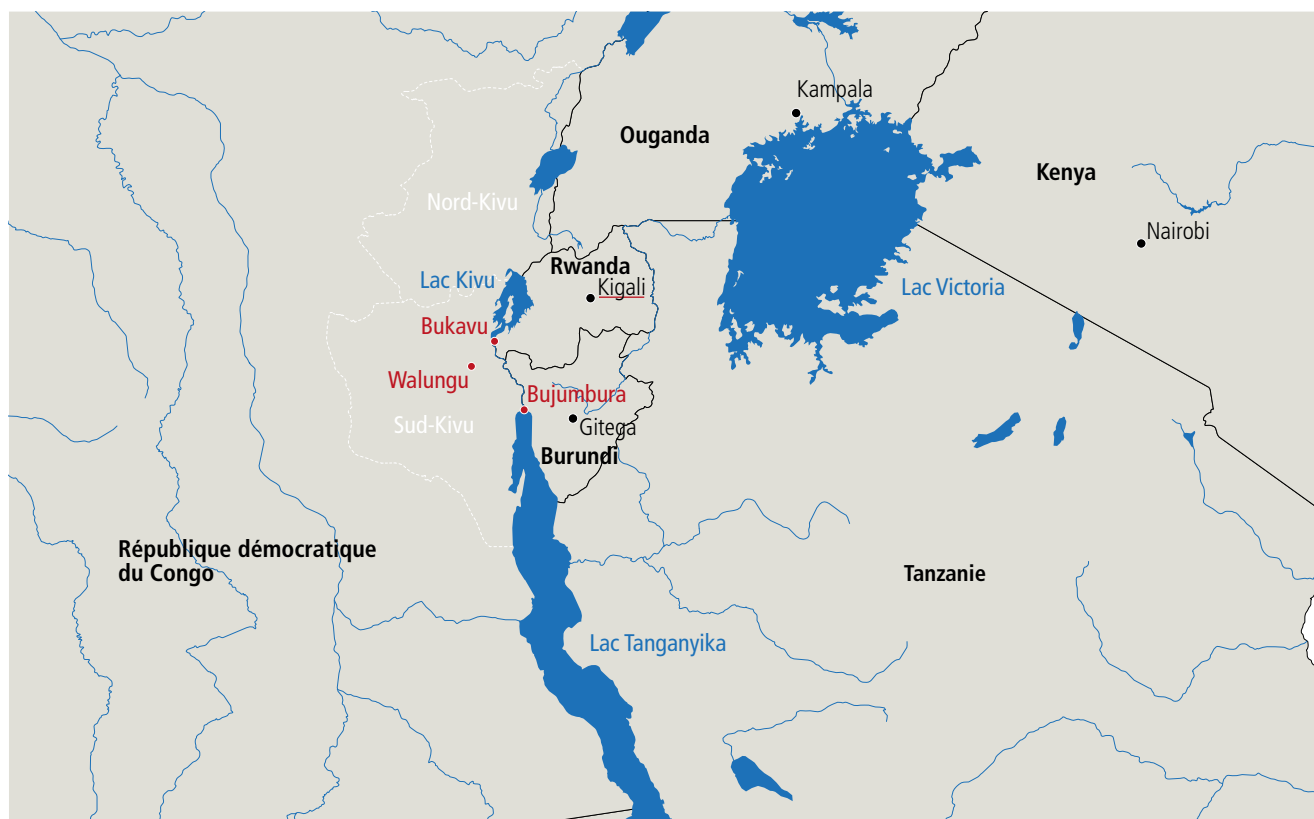 Kampala
Ouganda
Kenya
Nord-Kivu
Nairobi
Rwanda
Lac Kivu
Kigali
Lac Victoria
Bukavu
Walungu
Bujumbura
Sud-Kivu
Gitega
Burundi
République démocratique
du Congo
Tanzanie
Lac Tanganyika